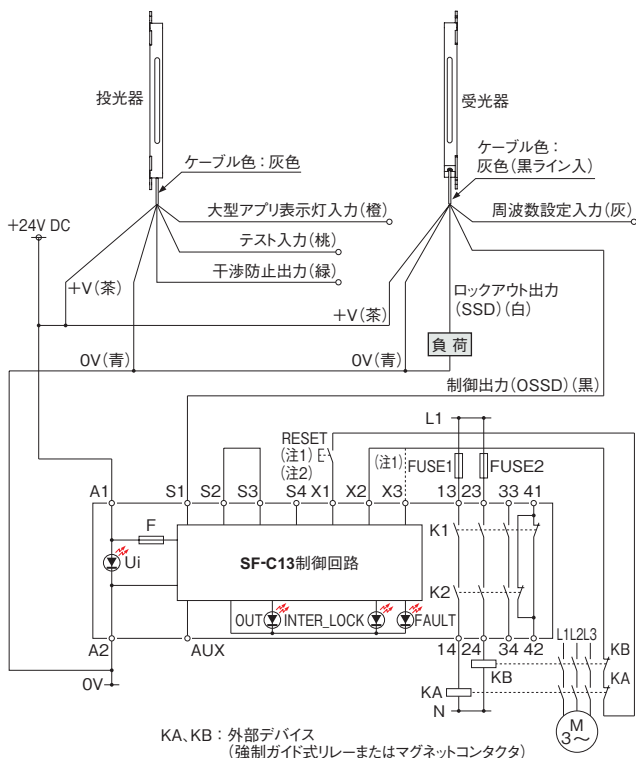 投光器
受光器
ケーブル色：灰色
ケーブル色：
灰色（黒ライン入）
大型アプリ表示灯入力（橙）
周波数設定入力（灰）
+24V DC
テスト入力（桃）
干渉防止出力（緑）
+V（茶）
+V（茶）
ロックアウト出力
（SSD）（白）
負荷
0V（青）
0V（青）
制御出力（OSSD）（黒）
L1
RESET
（注1）
（注2）
（注1）
FUSE1
FUSE2
A1
S1
S2
S3
S4
X1
X2
X3
13
23
33
41
F
K1
Ui
SF-C13制御回路
K2
OUT
INTER_LOCK
FAULT
A2
AUX
14
24
34
42
L1
L2
L3
KB
KA
0V
KB
KA
N
M
3〜
KA、KB：外部デバイス
（強制ガイド式リレーまたはマグネットコンタクタ）